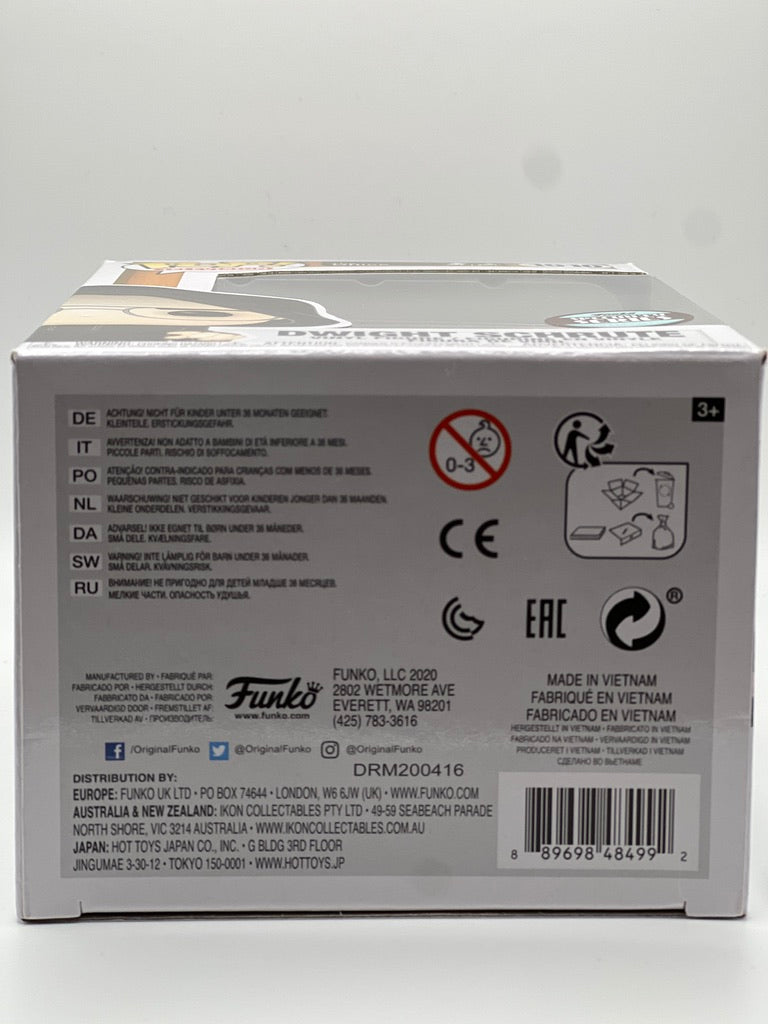 DWIGHT SCHRUTE
3+
DE ACHTUNG! NICHT FÜR KINDER UNTER 36 MONATEN GEEIGNET.
KLEINTEILE. ERSTICKUNGSGEFAHR.
IT AVVERTENZA! NON ADATTO A BAMBINI DI ETÀ INFERIORE A 36 MESI.
PICCOLE PARTI. RISCHIO DI SOFFOCAMENTO.
PO ATENÇÃO! CONTRA-INDICADO PARA CRIANÇAS COM MENOS DE 36 MESES.
PEQUENAS PARTES. RISCO DE ASFIXIA.
NL WAARSCHUWING! NIET GESCHIKT VOOR KINDEREN JONGER DAN 36 MAANDEN.
KLEINE ONDERDELEN. VERSTIKKINGSGEVAAR.
DA ADVARSEL! IKKE EGNET TIL BØRN UNDER 36 MÅNEDER.
SMÅ DELE. KVÆLNINGSFARE.
SW VARNING! INTE LÄMPLIG FÖR BARN UNDER 36 MÅNADER.
SMÅ DELAR. KVÄVNINGSRISK.
RU ВНИМАНИЕ! НЕ ПРИГОДНО ДЛЯ ДЕТЕЙ МЛАДШЕ 36 МЕСЯЦЕВ.
МЕЛКИЕ ЧАСТИ. ОПАСНОСТЬ УДУШЬЯ.
0-3
CE
EAC
®
MANUFACTURED BY • FABRIQUÉ PAR:
FABRICADO POR • HERGESTELLT DURCH:
FABBRICATO DA • FABRICADO POR:
VERVAARDIGD DOOR • FREMSTILLET AF:
TILLVERKAD AV • ПРОИЗВОДИТЕЛЬ:
Funko
www.funko.com
FUNKO, LLC 2020
2802 WETMORE AVE
EVERETT, WA 98201
(425) 783-3616
MADE IN VIETNAM
FABRIQUÉ EN VIETNAM
FABRICADO EN VIETNAM
HERGESTELLT IN VIETNAM • FABBRICATO IN VIETNAM
FABRICADO NA VIETNAM • VERVAARDIGD IN VIETNAM
PRODUCERET I VIETNAM • TILLVERKAD I VIETNAM
СДЕЛАНО ВО ВЬЕТНАМЕ
/OriginalFunko @OriginalFunko @OriginalFunko
DRM200416
DISTRIBUTION BY:
EUROPE: FUNKO UK LTD • PO BOX 74644 • LONDON, W6 6JW (UK) • WWW.FUNKO.COM
AUSTRALIA & NEW ZEALAND: IKON COLLECTABLES PTY LTD • 49-59 SEABEACH PARADE
NORTH SHORE, VIC 3214 AUSTRALIA • WWW.IKONCOLLECTABLES.COM.AU
JAPAN: HOT TOYS JAPAN CO., INC. • G BLDG 3RD FLOOR
JINGUMAE 3-30-12 • TOKYO 150-0001 • WWW.HOTTOYS.JP
8 89698 48499 2